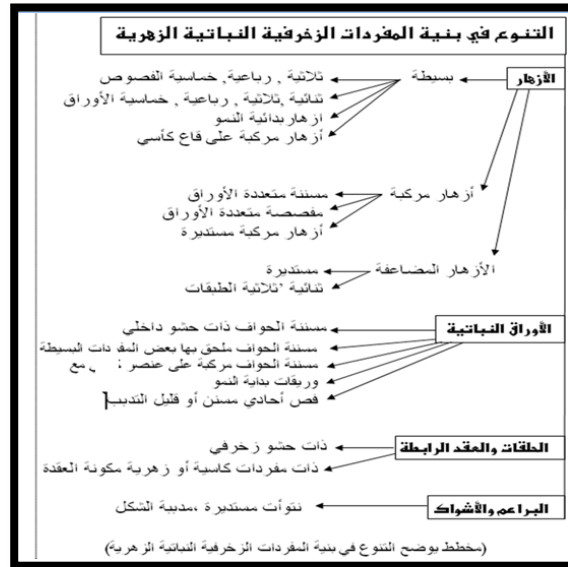 التنوع في بنية المفردات الزخرفية النباتية الزهرية
الأزهار
بسيطة
ثلاثية , رباعية , خماسية الفصوص
ثنائية ,ثلاثية , رباعية , خماسية الأوراق
ازهار بدائية النمو
أزهار مركبة على قاع كأسي
أزهار مركبة
مسننة متعددة الأوراق
مفصصة متعددة الأوراق
أزهار مركبة مستديرة
الأزهار المضاعفة
مستديرة
ثنائية ثلاثية الطبقات
الأوراق النباتية
مسننة الحواف ذات حشو داخلي
مسننة الحواف ملحق بها بعض المفردات البسيطة
مسننة الحواف مركبة على عنصر مع
وريقات بداية النمو
فص أحادي مسنن أو قليل التدبب
الحلقات والعقد الرابطة
ذات حشو زخرفي
ذات مفردات كاسية أو زهرية مكونة العقدة
البراعم والأشواك
نتوأت مستديرة ،مدببة الشكل
(مخطط يوضح التنوع في بنية المفردات الزخرفية النباتية الزهرية)